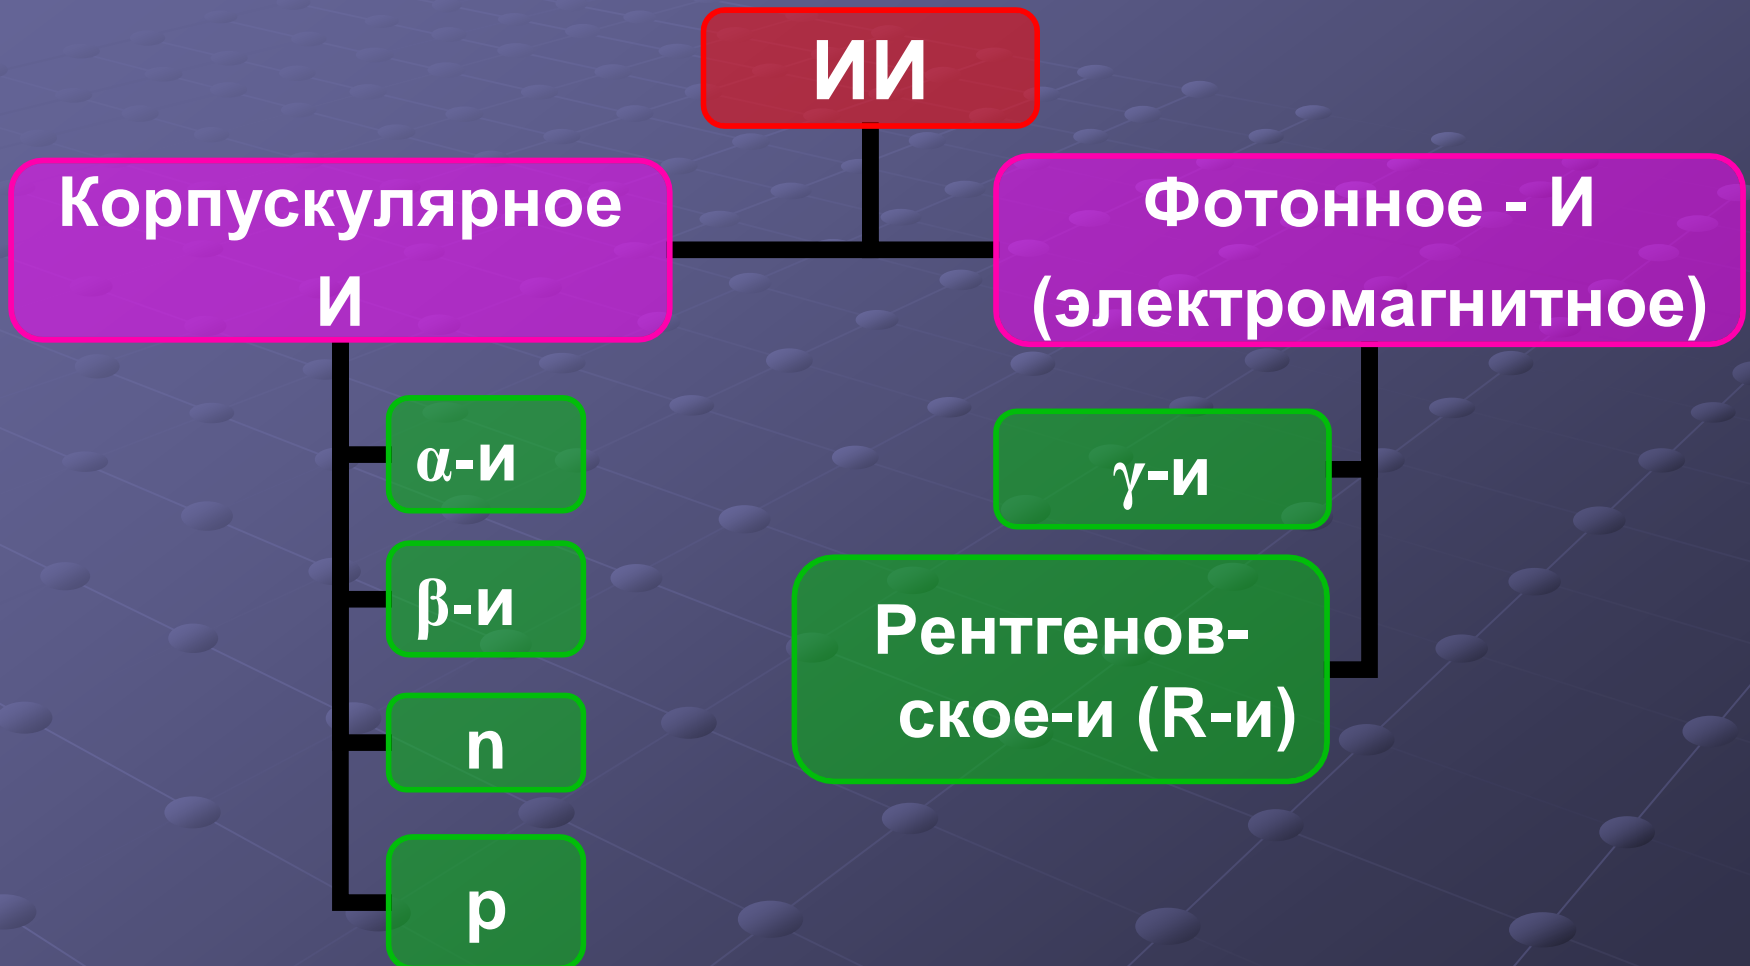 ИИ
Корпускулярное
И
α-и
β-и
n
p
Фотонное - И
(электромагнитное)
γ-и
Рентгенов-
ское-и (R-и)